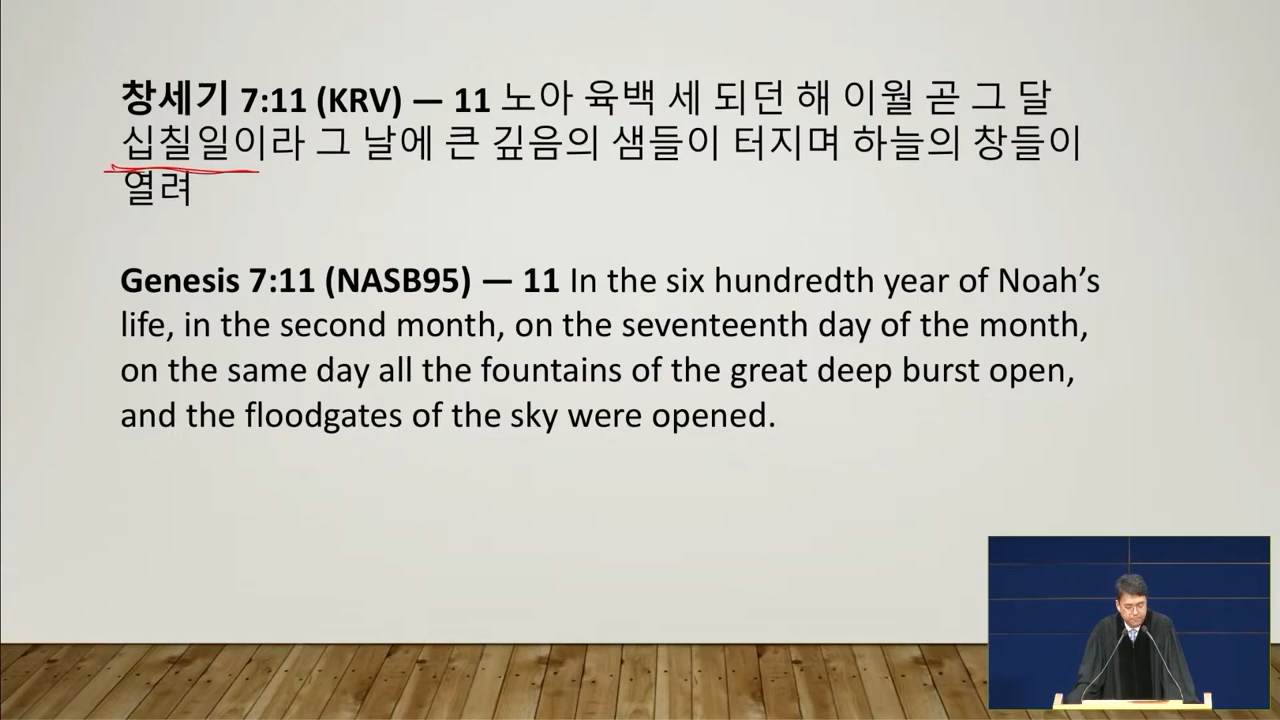 창세기 7:11 (KRV) — 11 노아 육백 세 되던 해 이월 곧 그 달
십칠일이라 그 날에 큰 깊음의 샘들이 터지며 하늘의 창들이
열려
Genesis 7:11 (NASB95) — 11 In the six hundredth year of Noah’s
life, in the second month, on the seventeenth day of the month,
on the same day all the fountains of the great deep burst open,
and the floodgates of the sky were opened.